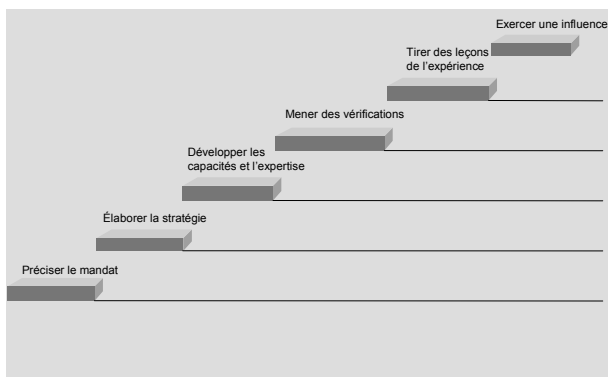 Exercer une influence
Tirer des leçons
de l'expérience
Mener des vérifications
Développer les
capacités et l'expertise
Élaborer la stratégie
Préciser le mandat